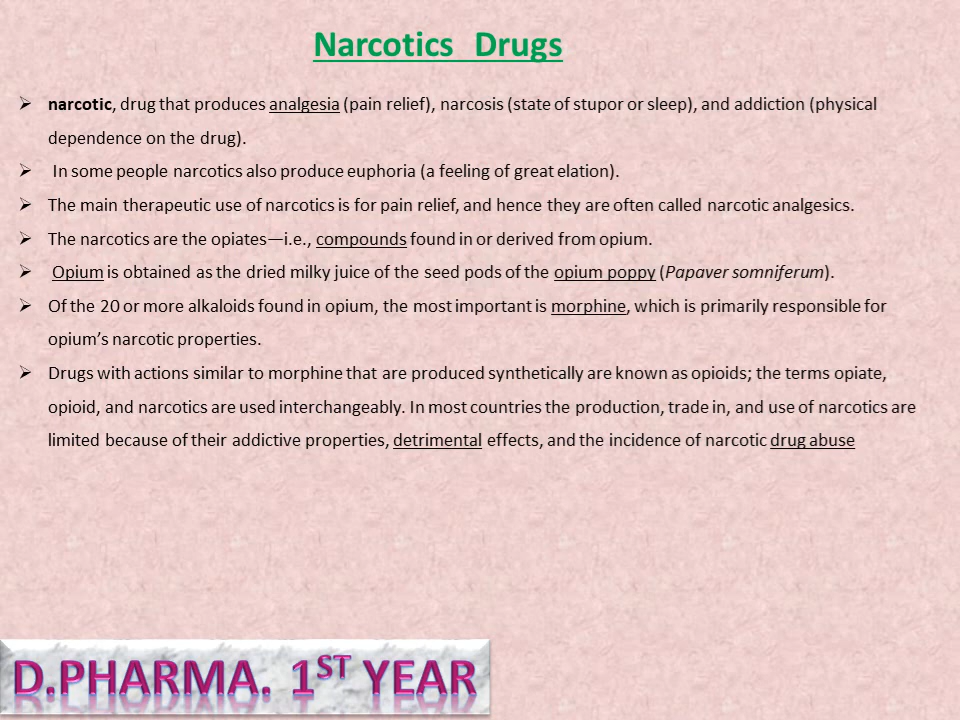 Narcotics Drugs
➢ narcotic, drug that produces analgesia (pain relief), narcosis (state of stupor or sleep), and addiction (physical
dependence on the drug).
➢ In some people narcotics also produce euphoria (a feeling of great elation).
➢ The main therapeutic use of narcotics is for pain relief, and hence they are often called narcotic analgesics.
➢ The narcotics are the opiates—i.e., compounds found in or derived from opium.
➢ Opium is obtained as the dried milky juice of the seed pods of the opium poppy (Papaver somniferum).
➢ Of the 20 or more alkaloids found in opium, the most important is morphine, which is primarily responsible for
opium’s narcotic properties.
➢ Drugs with actions similar to morphine that are produced synthetically are known as opioids; the terms opiate,
opioid, and narcotics are used interchangeably. In most countries the production, trade in, and use of narcotics are
limited because of their addictive properties, detrimental effects, and the incidence of narcotic drug abuse
D.PHARMA. 1ST YEAR